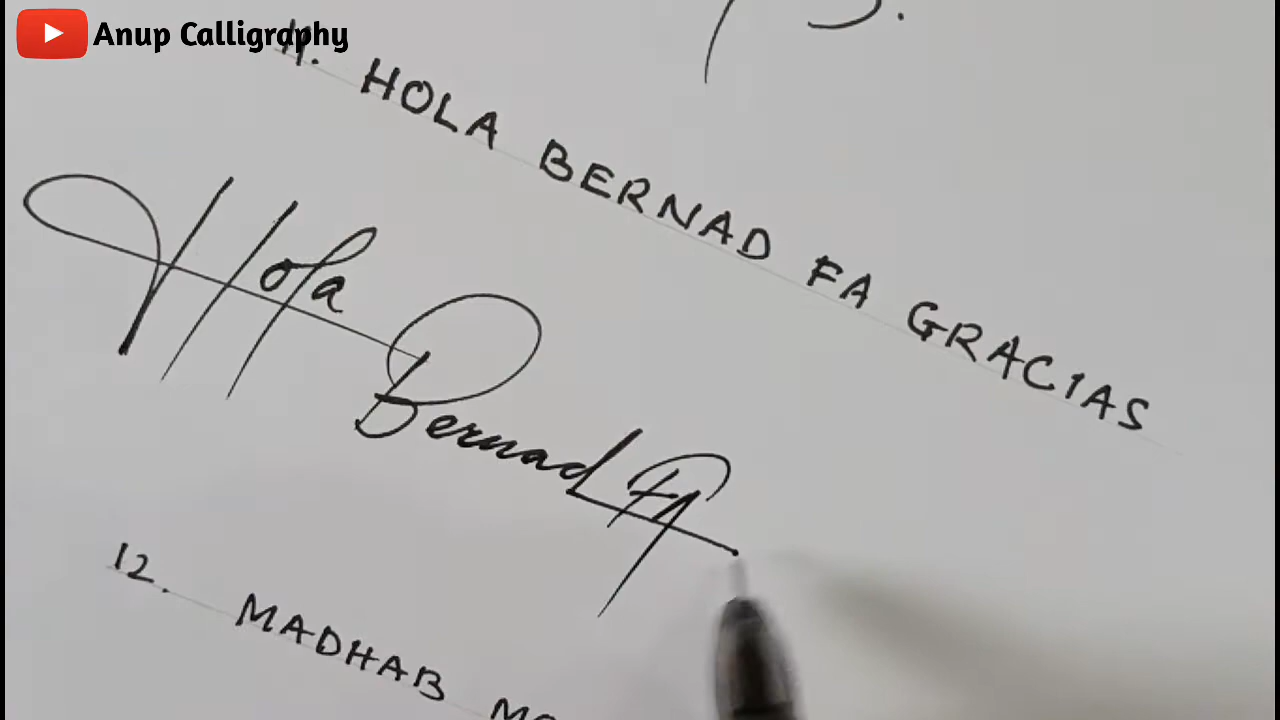 Anup Calligraphy
11. HOLA BERNAD FA GRACIAS
Hola
Bernad FA
12. MADHAB